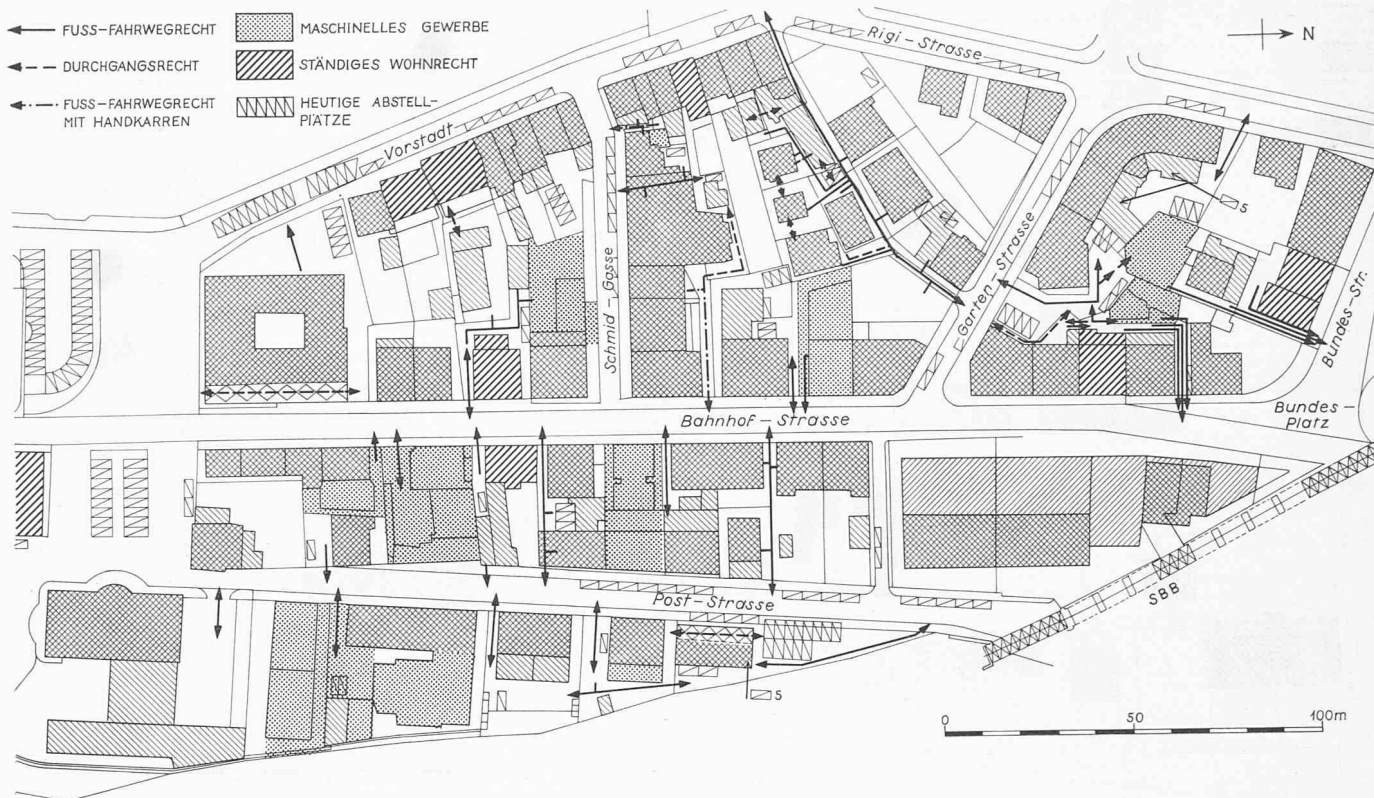 FUSS-FAHRWEGRECHT
DURCHGANGSRECHT
FUSS-FAHRWEGRECHT
MIT HANDKARREN
MASCHINELLES GEWERBE
STÄNDIGES WOHNRECHT
HEUTIGE ABSTELL-
PLÄTZE
N
Rigi-Strasse
Vorstadt
Schmid-Gasse
Garten-Strasse
5
Bundes-Str.
Bahnhof-Strasse
Bundes-
Platz
Post-Strasse
SBB
5
0 50 100m